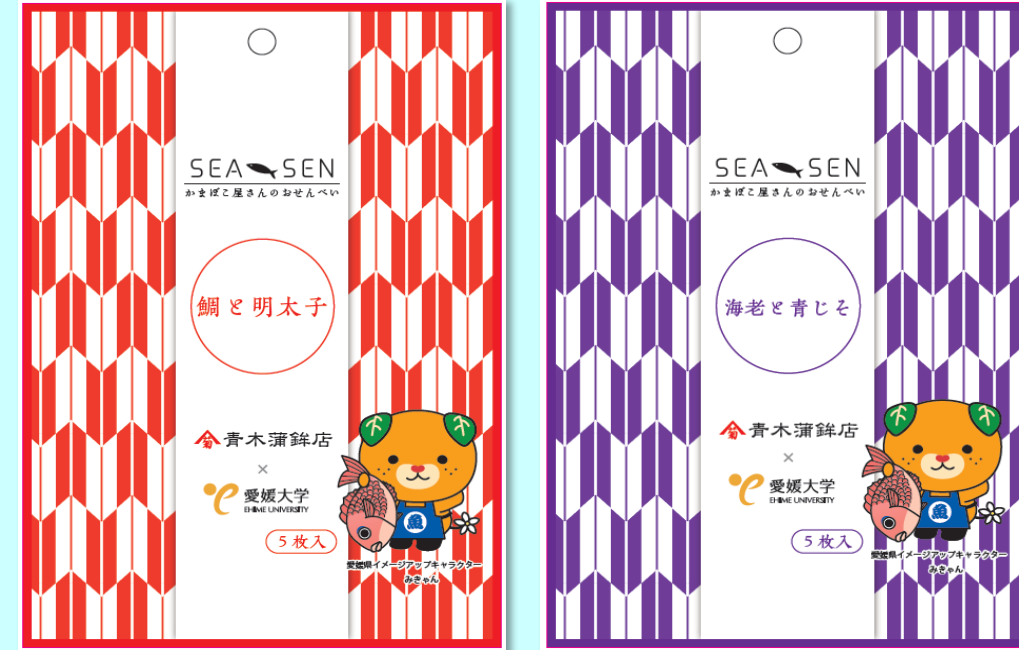 SEA SEN
かまぼこ屋さんのおせんべい
鯛と明太子
菊 青木蒲鉾店
×
愛媛大学
EHIME UNIVERSITY
5枚入
魚
愛媛県イメージアップキャラクター
みきゃん
SEA SEN
かまぼこ屋さんのおせんべい
海老と青じそ
菊 青木蒲鉾店
×
愛媛大学
EHIME UNIVERSITY
5枚入
魚
愛媛県イメージアップキャラクター
みきゃん